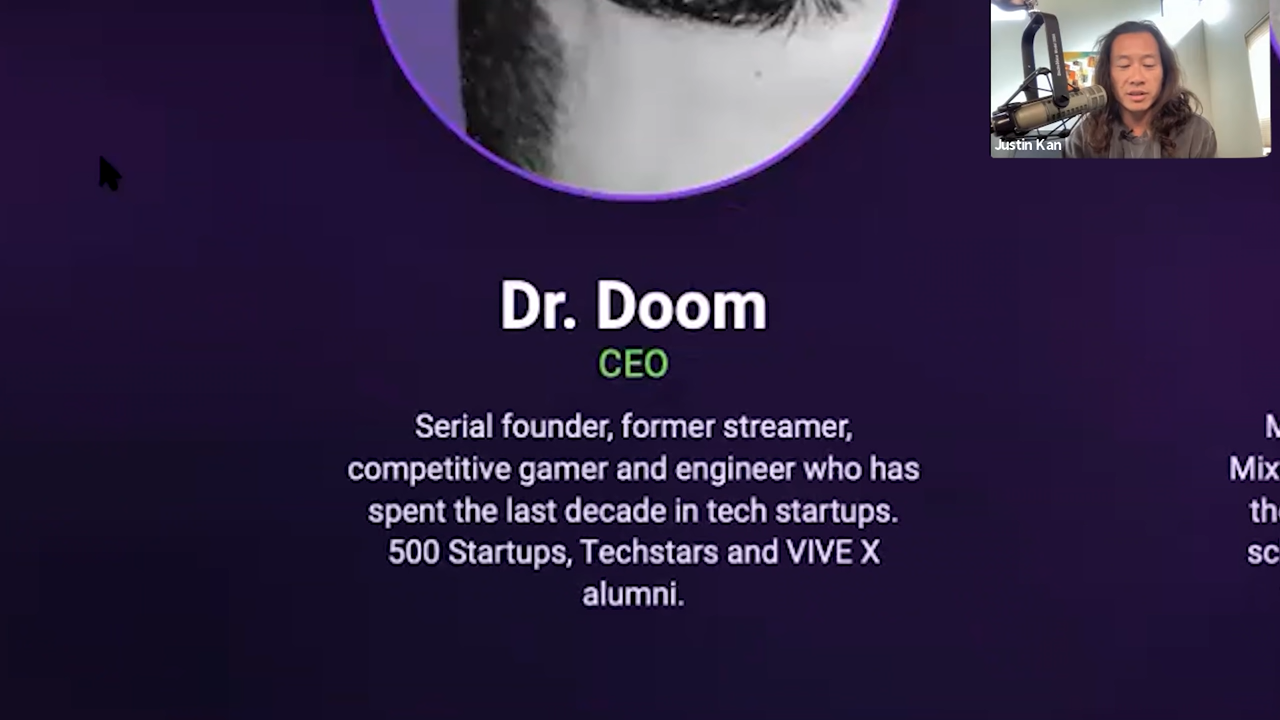 Justin Kan
Dr. Doom
CEO
Serial founder, former streamer,
competitive gamer and engineer who has
spent the last decade in tech startups.
500 Startups, Techstars and VIVE X
alumni.